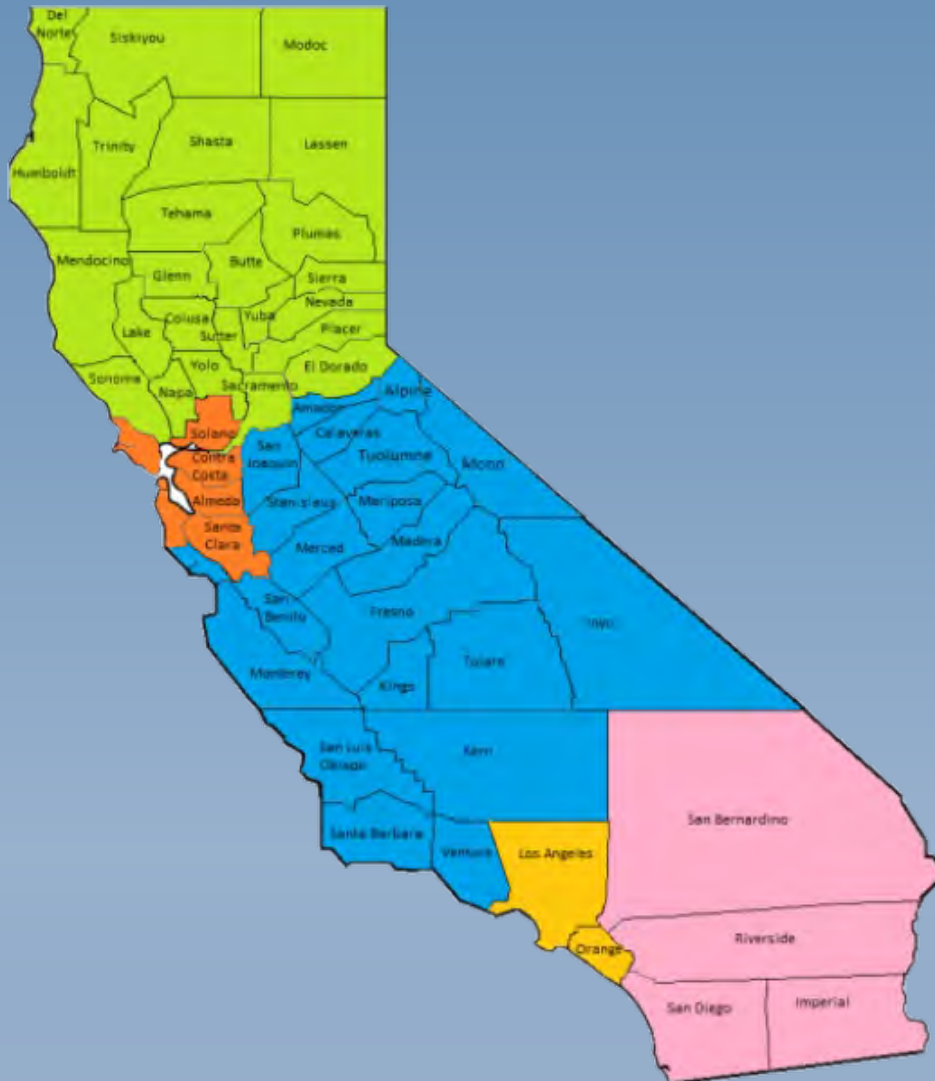 Del
Norte
Siskiyou
Modoc
Humboldt
Trinity
Shasta
Lassen
Tehama
Plumas
Mendocino
Glenn
Butte
Sierra
Nevada
Colusa
Yuba
Placer
Lake
Sutter
Yolo
El Dorado
Sonoma
Napa
Sacramento
Solano
Alpine
Amador
Calaveras
Contra
Costa
San
Joaquin
Tuolumne
Mono
Almeda
Stanislaus
Mariposa
Santa
Clara
Merced
Madera
San
Benito
Fresno
Inyo
Monterey
Kings
Tulare
San Luis
Obispo
Kern
Santa Barbara
Ventura
Los Angeles
San Bernardino
Orange
Riverside
San Diego
Imperial